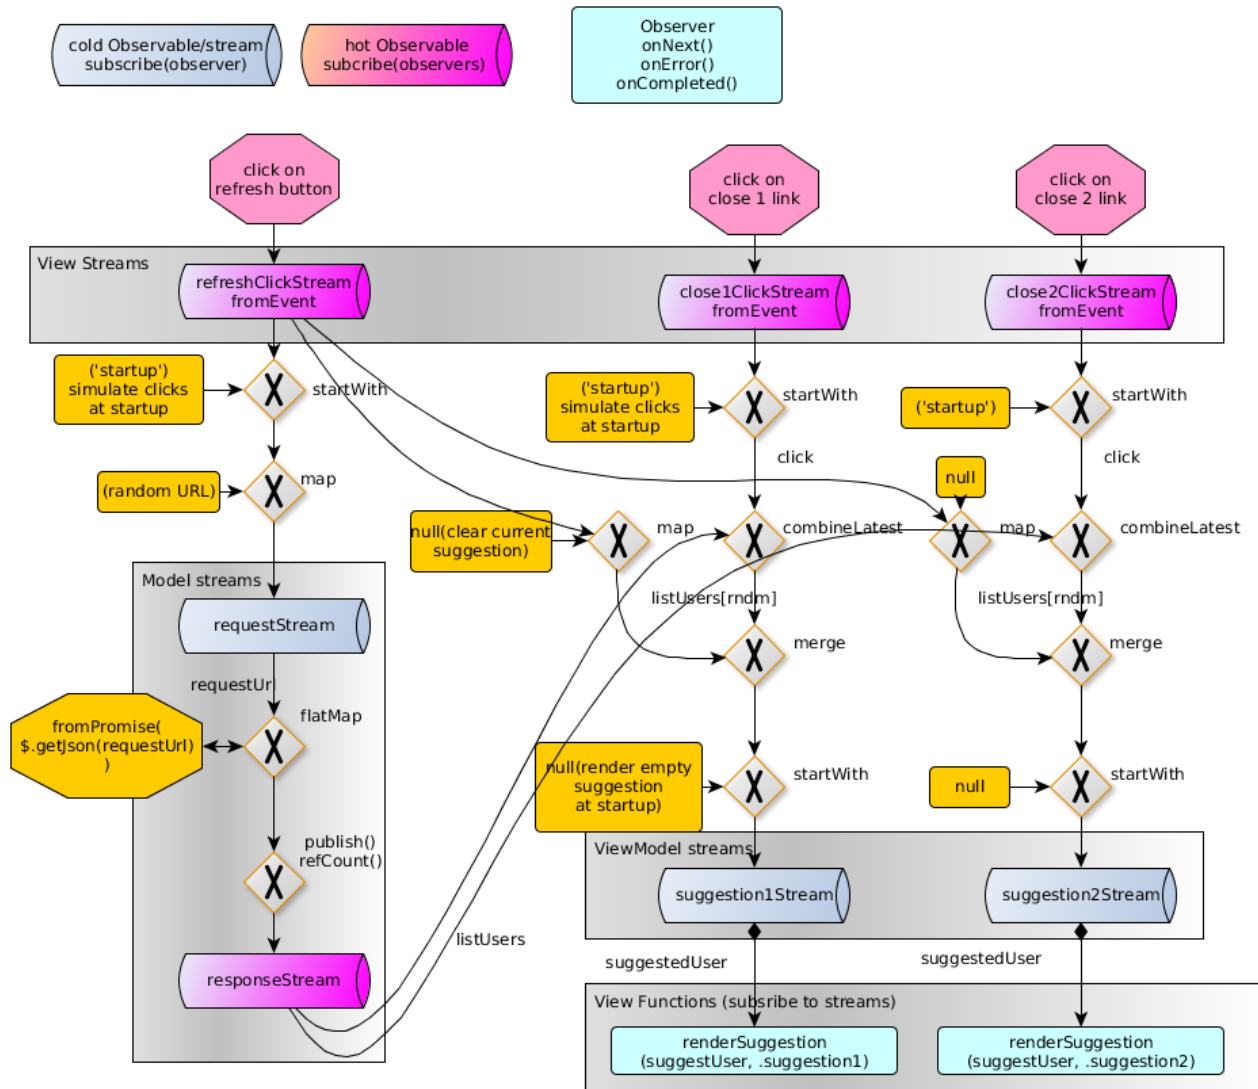 cold Observable/stream
subscribe(observer)
hot Observable
subcribe(observers)
Observer
onNext()
onError()
onCompleted()
click on
refresh button
click on
close 1 link
click on
close 2 link
View Streams
refreshClickStream
fromEvent
close1ClickStream
fromEvent
close2ClickStream
fromEvent
('startup')
simulate clicks
at startup
startWith
('startup')
simulate clicks
at startup
startWith
('startup')
startWith
click
click
(random URL)
map
null
null(clear current
suggestion)
map
combineLatest
map
combineLatest
Model streams
listUsers[rndm]
listUsers[rndm]
requestStream
merge
merge
requestUrl
flatMap
fromPromise(
$.getJson(requestUrl)
)
null(render empty
suggestion
at startup)
startWith
null
startWith
publish()
refCount()
ViewModel streams
suggestion1Stream
suggestion2Stream
listUsers
suggestedUser
suggestedUser
responseStream
View Functions (subsribe to streams)
renderSuggestion
(suggestUser, .suggestion1)
renderSuggestion
(suggestUser, .suggestion2)